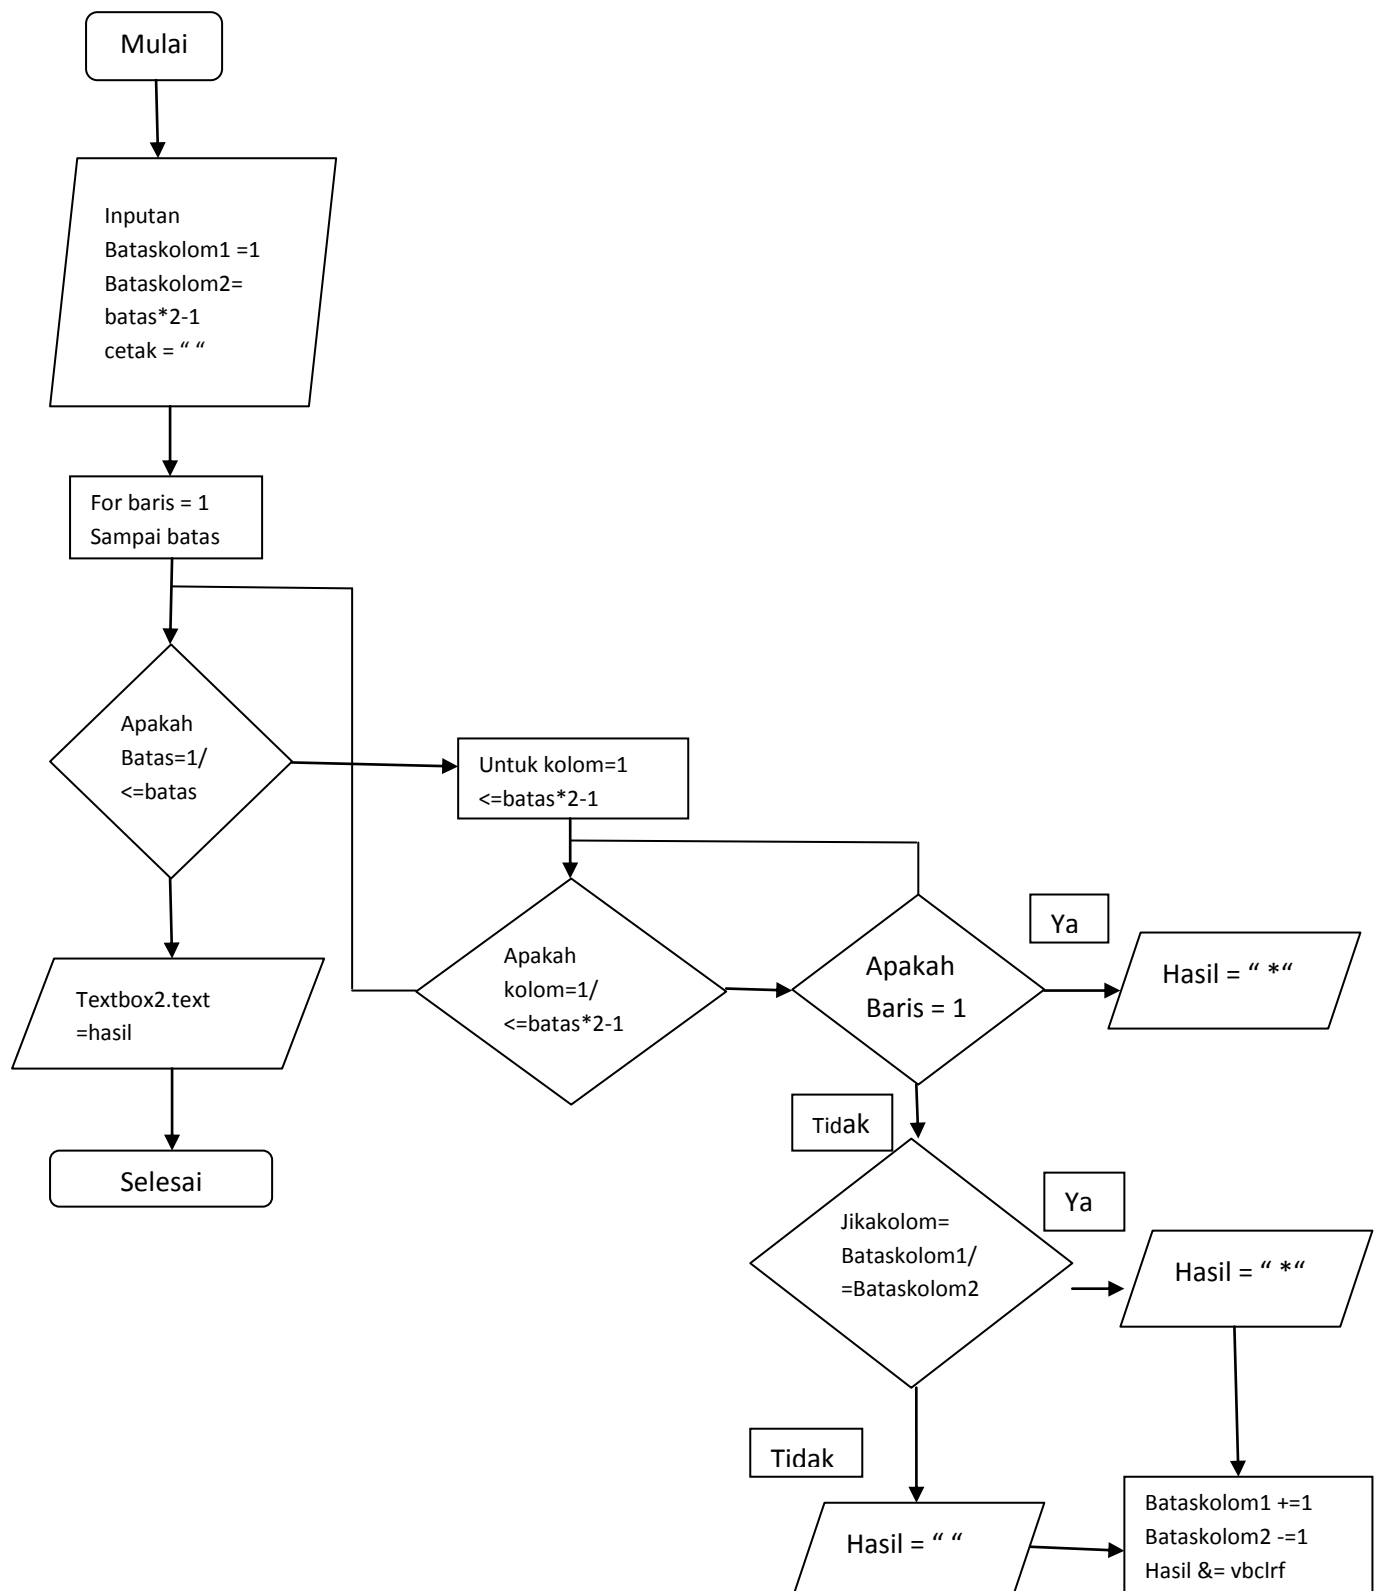 Mulai
Inputan
Bataskolom1 =1
Bataskolom2=
batas*2-1
cetak = “ “
For baris = 1
Sampai batas
Apakah
Batas=1/
<=batas
Untuk kolom=1
<=batas*2-1
Apakah
kolom=1/
<=batas*2-1
Apakah
Baris = 1
Ya
Hasil = “ *“
Textbox2.text
=hasil
Selesai
Tidak
Jikakolom=
Bataskolom1/
=Bataskolom2
Ya
Hasil = “ *“
Tidak
Hasil = “ “
Bataskolom1 +=1
Bataskolom2 -=1
Hasil &= vbclrf